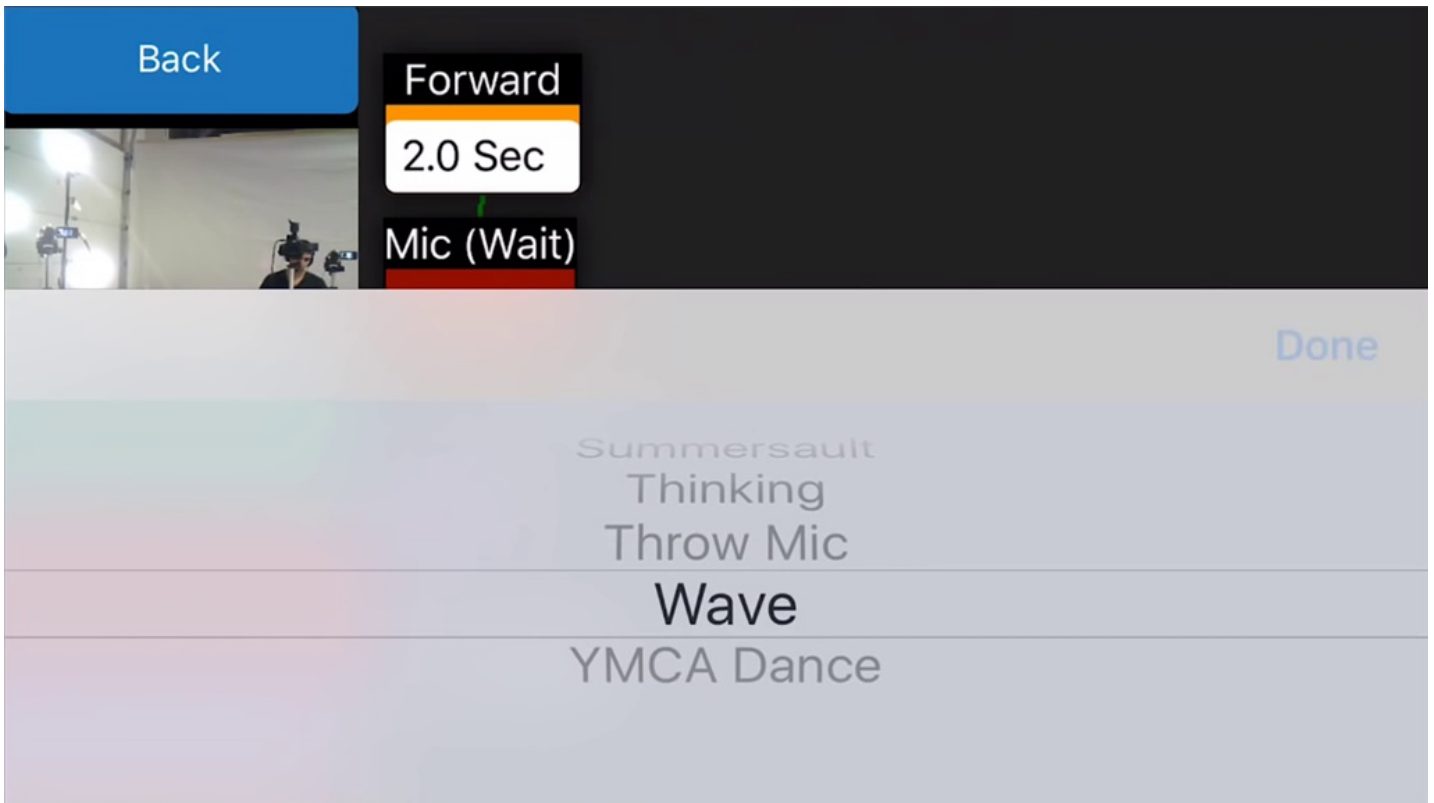 Back
Forward
2.0 Sec
Mic (Wait)
Done
Summersault
Thinking
Throw Mic
Wave
YMCA Dance